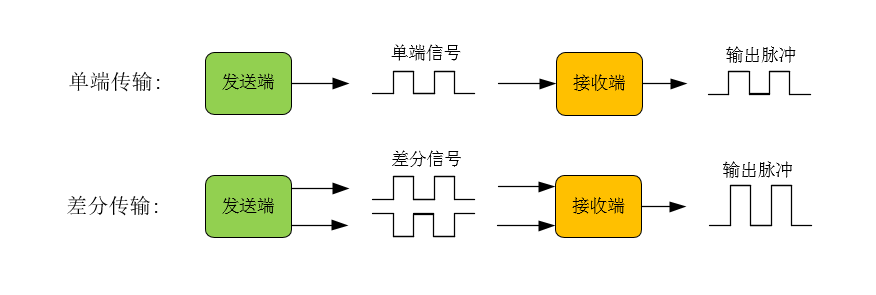 单端传输:
发送端
单端信号
接收端
输出脉冲
差分传输:
发送端
差分信号
接收端
输出脉冲